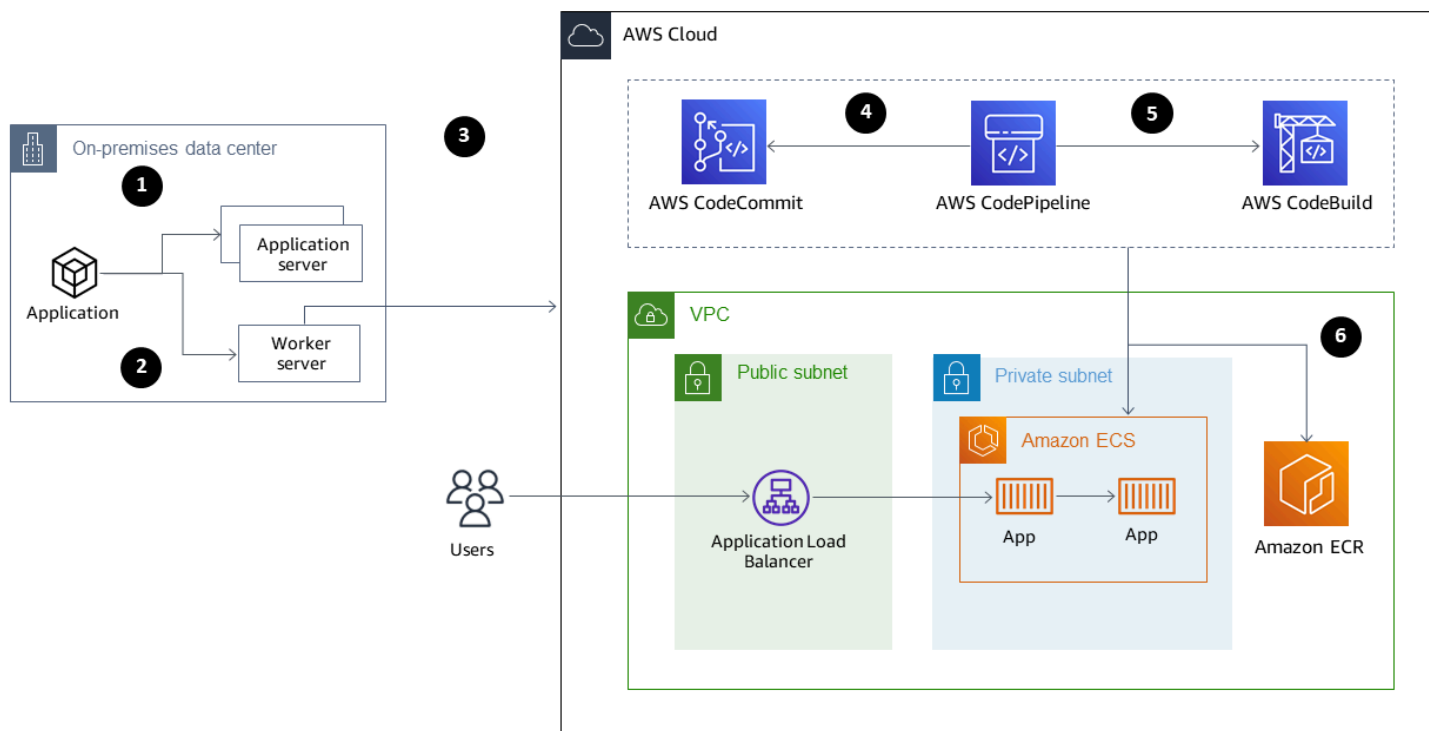 AWS Cloud
4
5
AWS CodeCommit
AWS CodePipeline
AWS CodeBuild
3
On-premises data center
1
Application
server
Application
2
Worker
server
VPC
6
Public subnet
Private subnet
Amazon ECS
Users
Application Load
Balancer
App
App
Amazon ECR